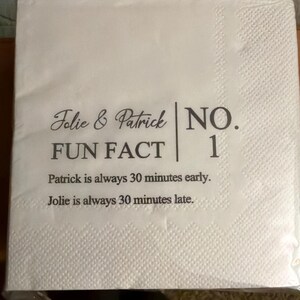 Jolie & Patrick | NO.
FUN FACT | 1
Patrick is always 30 minutes early.
Jolie is always 30 minutes late.